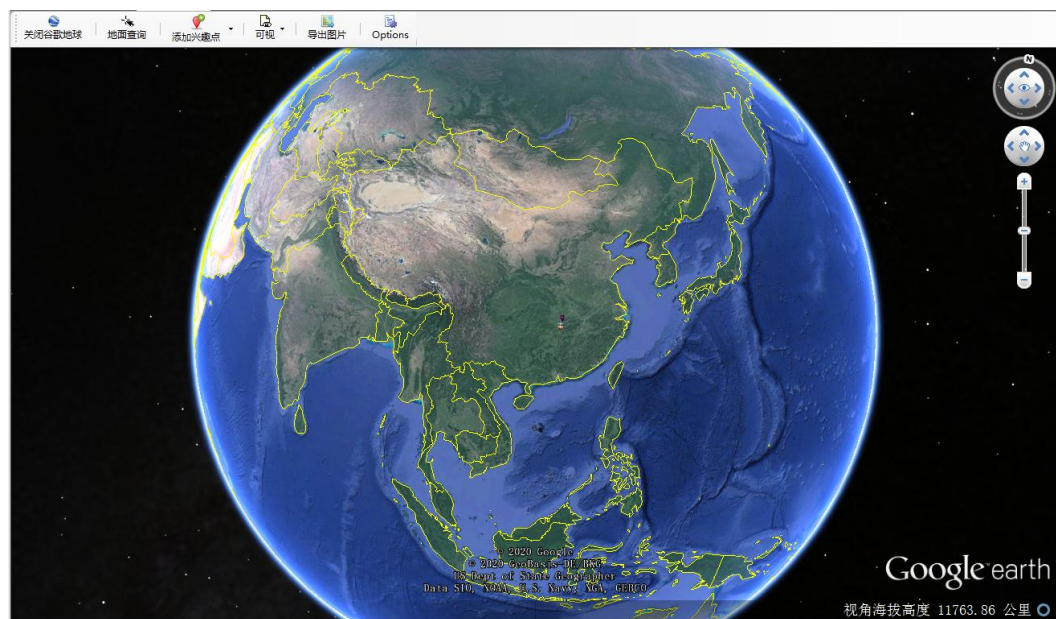 关闭谷歌地球
地面查询
添加兴趣点
可视
导出图片
Options
N
© 2020 Google
© 2020 GeoBasis-DE/BKG
US Dept of State Geographer
Data SIO, NOAA, U.S. Navy, NGA, GEBCO
Google earth
视角海拔高度 11763.86 公里